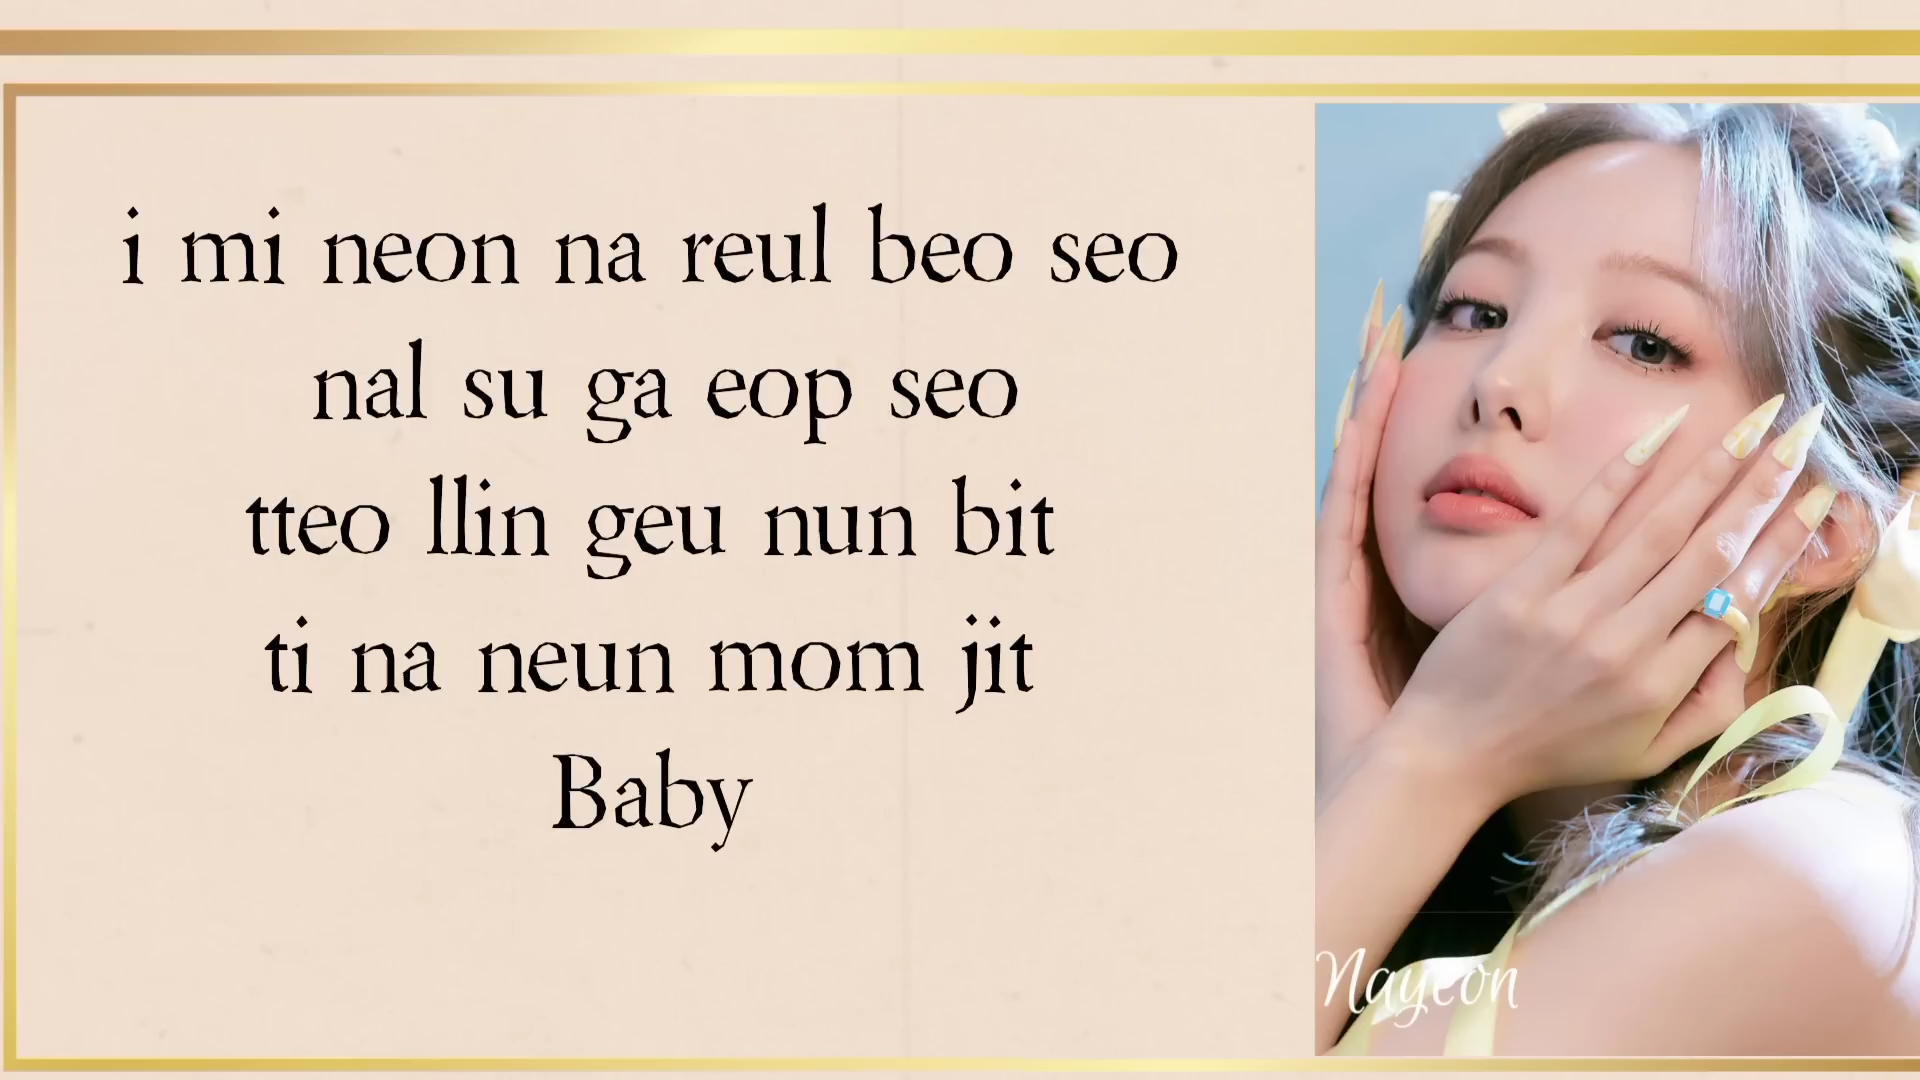 i mi neon na reul beo seo
nal su ga eop seo
tteo llin geu nun bit
ti na neun mom jit
Baby
Nayeon